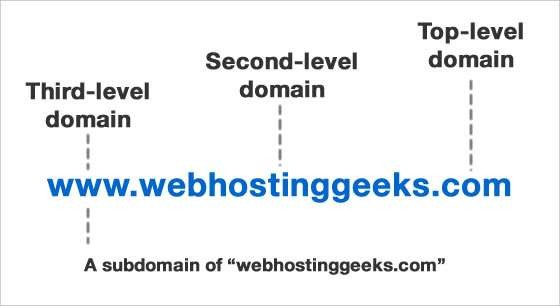 Top-level
domain
Second-level
domain
Third-level
domain
www.webhostinggeeks.com
A subdomain of “webhostinggeeks.com”